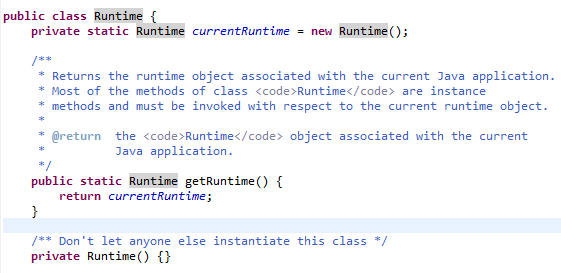 public class Runtime {
    private static Runtime currentRuntime = new Runtime();

    /**
     * Returns the runtime object associated with the current Java application.
     * Most of the methods of class <code>Runtime</code> are instance
     * methods and must be invoked with respect to the current runtime object.
     *
     * @return  the <code>Runtime</code> object associated with the current
     *          Java application.
     */
    public static Runtime getRuntime() {
        return currentRuntime;
    }

    /** Don't let anyone else instantiate this class */
    private Runtime() {}